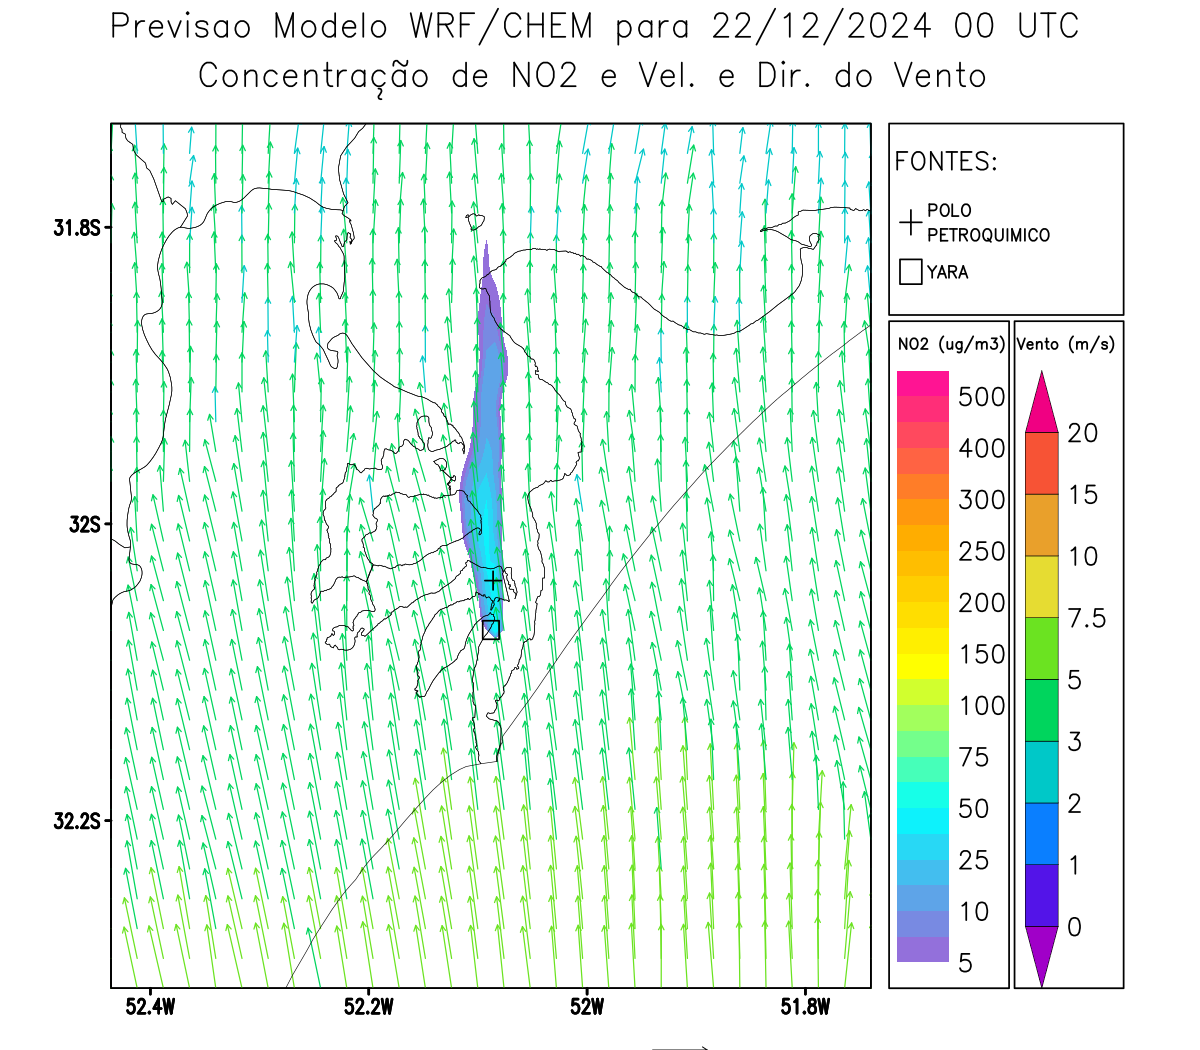 Previsao Modelo WRF/CHEM para 22/12/2024 00 UTC
Concentração de NO2 e Vel. e Dir. do Vento
FONTES:
POLO
PETROQUIMICO
YARA
NO2 (ug/m3)
500
400
300
250
200
150
100
75
50
25
10
5
Vento (m/s)
20
15
10
7.5
5
3
2
1
0
31.8S
32S
32.2S
52.4W
52.2W
52W
51.8W